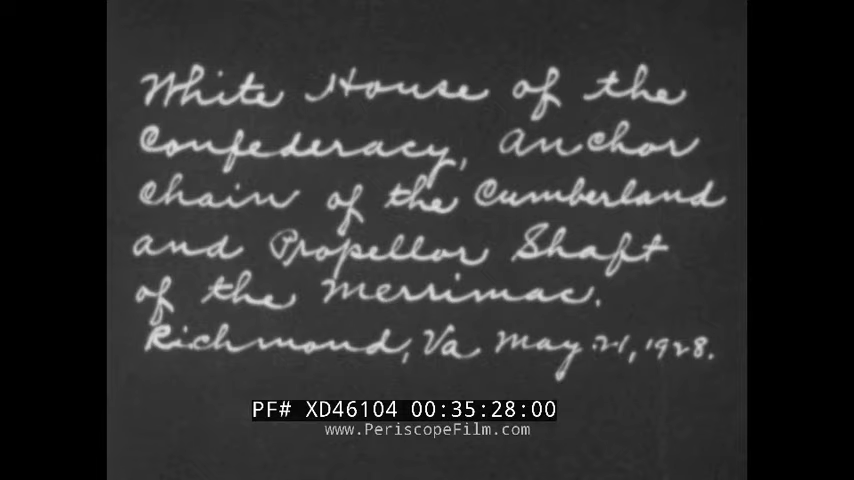 White House of the
Confederacy, Anchor
Chain of the Cumberland
and Propellor Shaft
of the Merrimac.
Richmond, Va May 21, 1928.
PF# XD46104 00:35:28:00
www.PeriscopeFilm.com